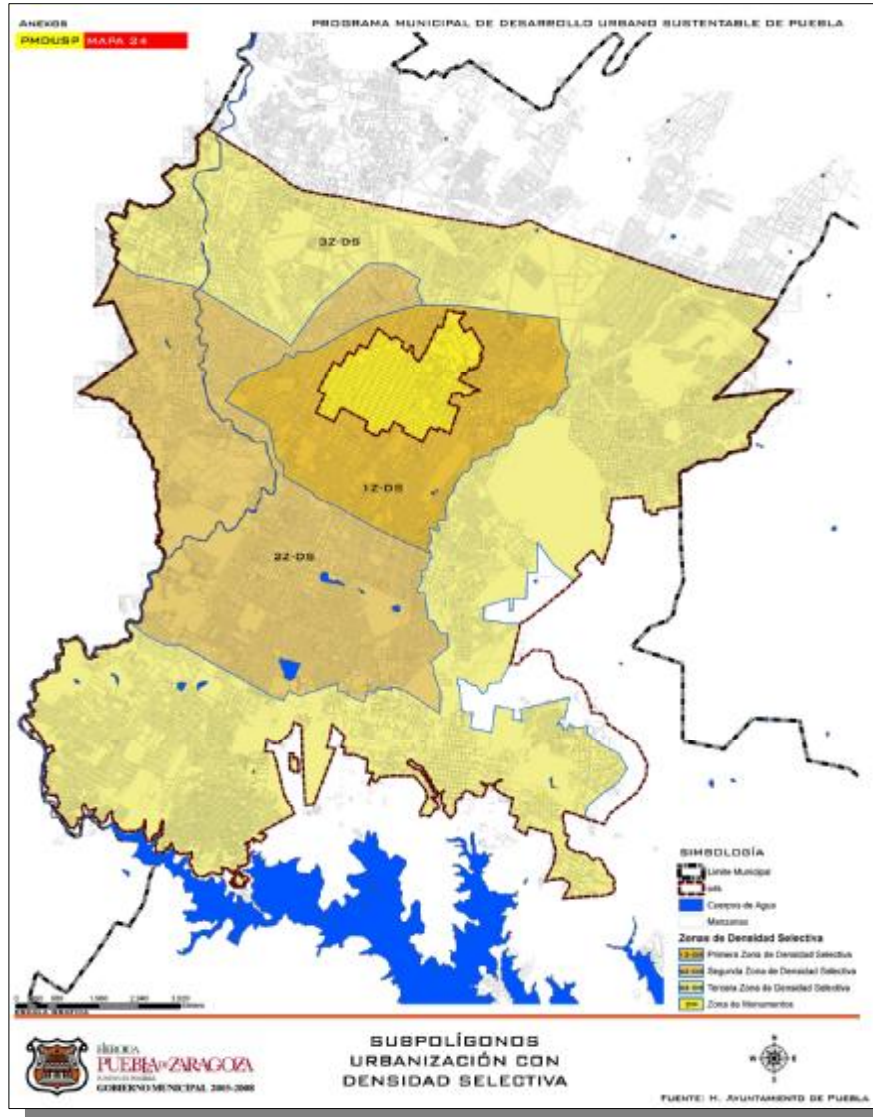 ANEXOS
PROGRAMA MUNICIPAL DE DESARROLLO URBANO SUSTENTABLE DE PUEBLA
PMDUSP MAPA 24
3Z-DS
1Z-DS
2Z-DS
SIMBOLOGÍA
Límite Municipal
Cuerpos de Agua
Manzanas
Zonas de Densidad Selectiva
Primera Zona de Densidad Selectiva
Segunda Zona de Densidad Selectiva
Tercera Zona de Densidad Selectiva
Zona de Monumentos
ESCALA GRÁFICA
HEROICA
PUEBLA DE ZARAGOZA
GOBIERNO MUNICIPAL 2005-2008
SUBPOLÍGONOS
URBANIZACIÓN CON
DENSIDAD SELECTIVA
N
W E
S
FUENTE: H. AYUNTAMIENTO DE PUEBLA